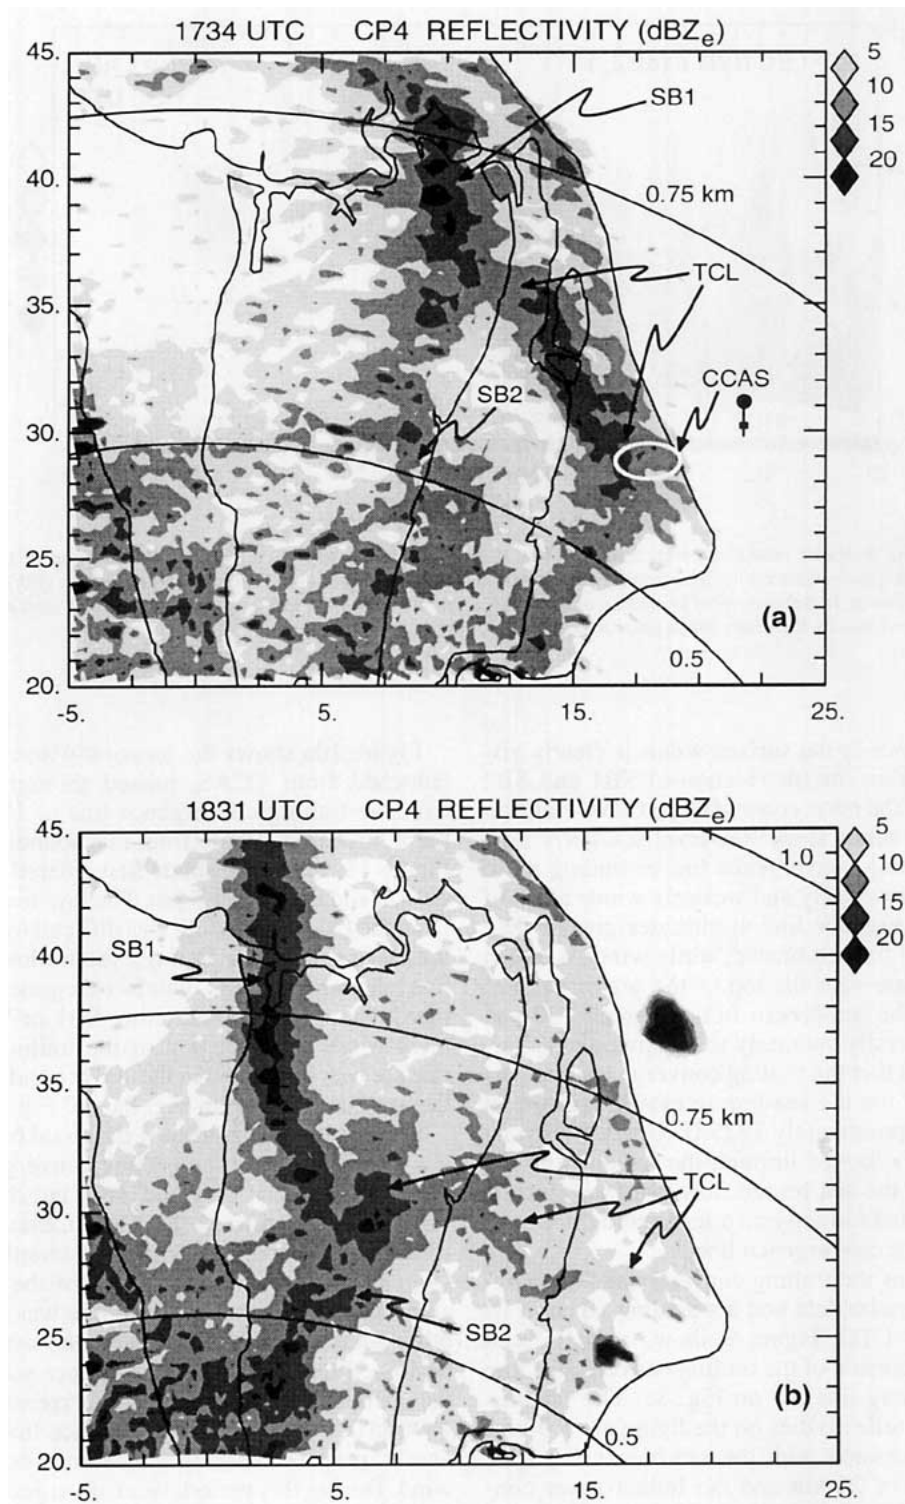 1734 UTC CP4 REFLECTIVITY (dBZe)
45.
40.
35.
30.
25.
20.
-5.
5.
15.
25.
5
10
15
20
SB1
0.75 km
TCL
CCAS
SB2
(a)
0.5
1831 UTC CP4 REFLECTIVITY (dBZe)
45.
40.
35.
30.
25.
20.
-5.
5.
15.
25.
1.0
5
10
15
20
SB1
0.75 km
TCL
SB2
(b)
0.5